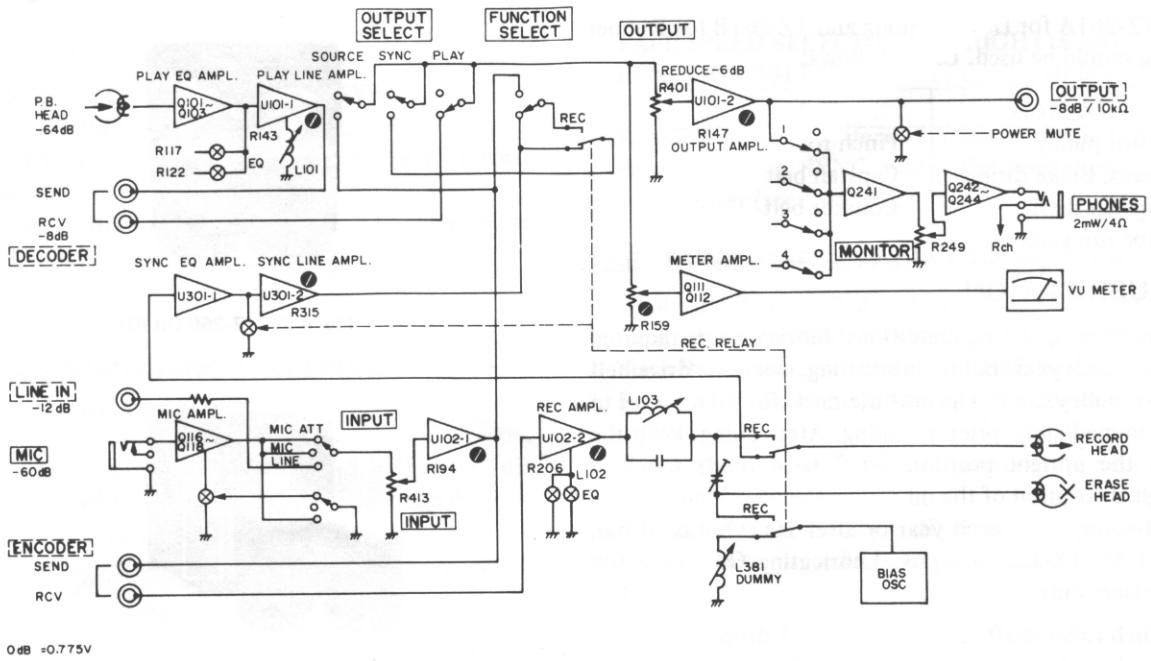 OUTPUT SELECT
FUNCTION SELECT
OUTPUT
SOURCE SYNC PLAY
PLAY EQ AMPL. PLAY LINE AMPL.
REDUCE-6dB
P.B. HEAD -64dB
Q101~ Q103
U101-1
R143
R117
R122
EQ
L101
REC
R401
U101-2
R147
OUTPUT AMPL.
OUTPUT
-8dB/10kΩ
POWER MUTE
SEND
RCV
-8dB
DECODER
1
2
3
4
Q241
Q242~ Q244
MONITOR
R249
Rch
PHONES
2mW/4Ω
SYNC EQ AMPL. SYNC LINE AMPL.
U301-1
U301-2
R315
METER AMPL.
Q111 Q112
R159
VU METER
REC. RELAY
LINE IN
-12dB
MIC AMPL.
Q116~ Q118
MIC
-60dB
MIC ATT
MIC
LINE
INPUT
R413
INPUT
U102-1
R194
REC AMPL.
U102-2
R206
L102
EQ
L103
REC
REC
RECORD HEAD
ERASE HEAD
L381 DUMMY
BIAS OSC
ENCODER
SEND
RCV
0dB =0.775V